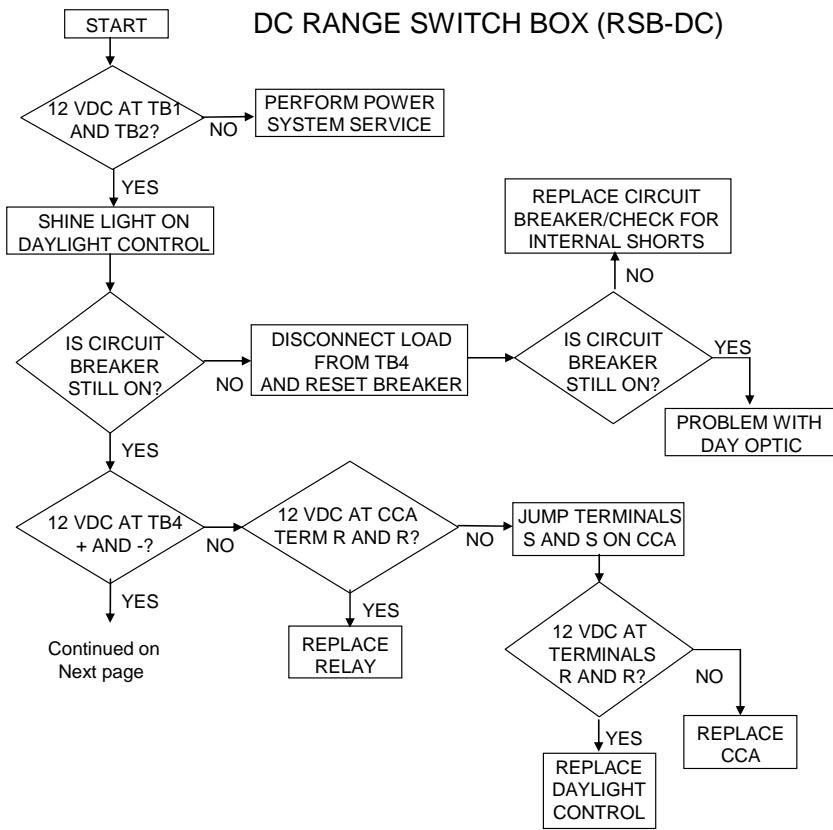 START
DC RANGE SWITCH BOX (RSB-DC)
12 VDC AT TB1
AND TB2?
NO
PERFORM POWER
SYSTEM SERVICE
YES
SHINE LIGHT ON
DAYLIGHT CONTROL
REPLACE CIRCUIT
BREAKER/CHECK FOR
INTERNAL SHORTS
NO
IS CIRCUIT
BREAKER
STILL ON?
NO
DISCONNECT LOAD
FROM TB4
AND RESET BREAKER
IS CIRCUIT
BREAKER
STILL ON?
YES
PROBLEM WITH
DAY OPTIC
YES
12 VDC AT TB4
+ AND -?
NO
12 VDC AT CCA
TERM R AND R?
NO
JUMP TERMINALS
S AND S ON CCA
YES
Continued on
Next page
YES
REPLACE
RELAY
12 VDC AT
TERMINALS
R AND R?
NO
REPLACE
CCA
YES
REPLACE
DAYLIGHT
CONTROL